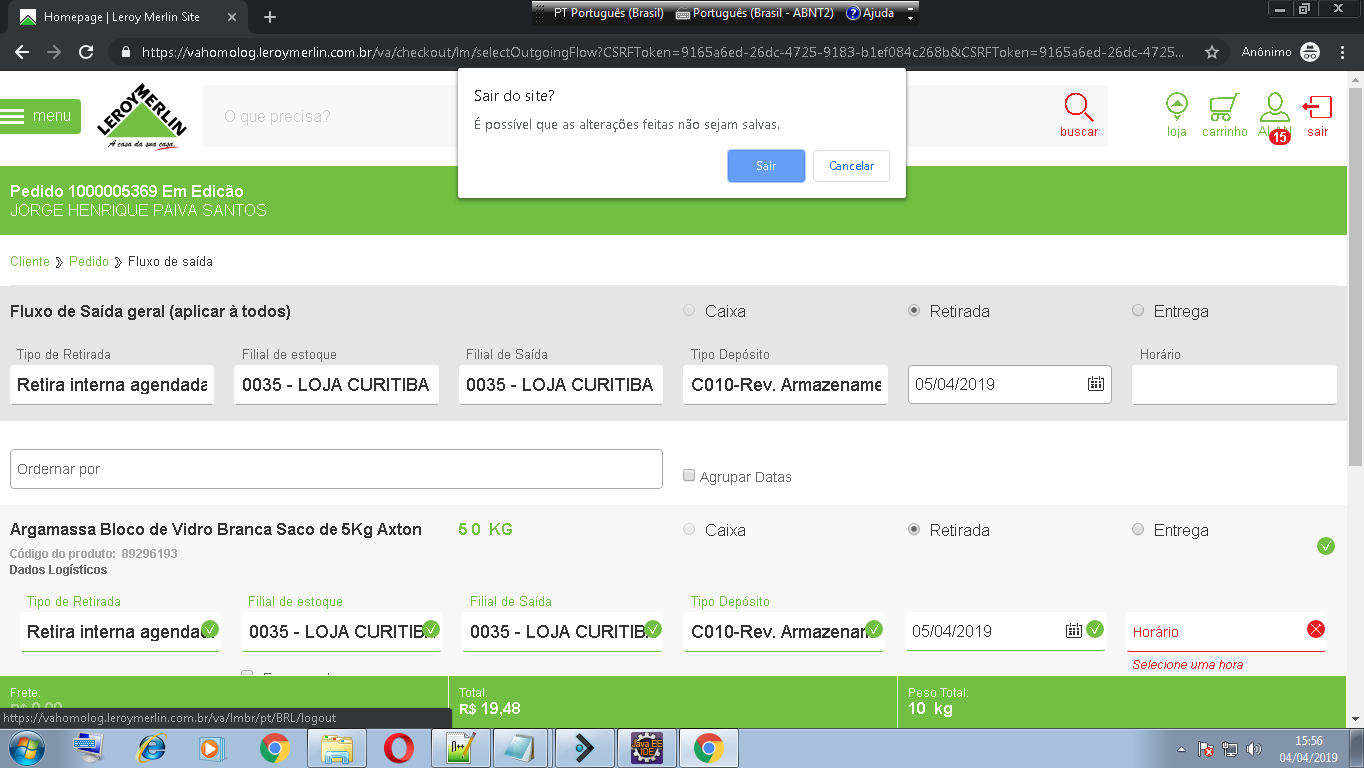 Homepage | Leroy Merlin Site
PT Português (Brasil) Português (Brasil - ABNT2) Ajuda
https://vahomolog.leroymerlin.com.br/va/checkout/lm/selectOutgoingFlow?CSRFToken=9165a6ed-26dc-4725-9183-b1ef084c268b&CSRFToken=9165a6ed-26dc-4725...
Anônimo
Sair do site?
É possível que as alterações feitas não sejam salvas.
Sair Cancelar
menu
LEROY MERLIN
A casa da sua casa.
O que precisa?
buscar
loja carrinho ALAN 15 sair
Pedido 1000005369 Em Edicão
JORGE HENRIQUE PAIVA SANTOS
Cliente Pedido Fluxo de saída
Fluxo de Saída geral (aplicar à todos) Caixa Retirada Entrega
Tipo de Retirada Filial de estoque Filial de Saída Tipo Depósito Horário
Retira interna agendada 0035 - LOJA CURITIBA 0035 - LOJA CURITIBA C010-Rev. Armazename 05/04/2019
Ordernar por
Agrupar Datas
Argamassa Bloco de Vidro Branca Saco de 5Kg Axton 5 0 KG Caixa Retirada Entrega
Código do produto: 89296193
Dados Logísticos
Tipo de Retirada Filial de estoque Filial de Saída Tipo Depósito
Retira interna agenda 0035 - LOJA CURITIB 0035 - LOJA CURITIB C010-Rev. Armazenam 05/04/2019 Horário
Selecione uma hora
Frete: Total: Peso Total:
R$ 19,48 10 kg
https://vahomolog.leroymerlin.com.br/va/lmbr/pt/BRL/logout
Java EE
IDE
15:56
04/04/2019